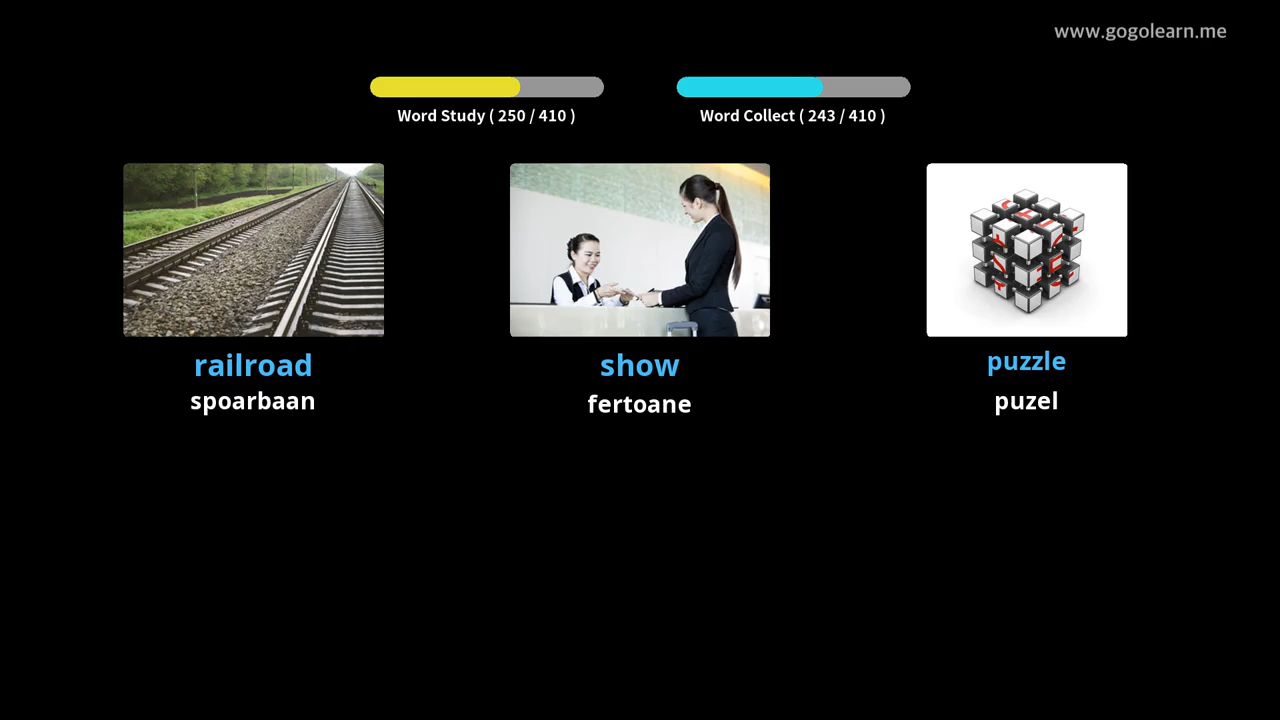 www.gogolearn.me
Word Study ( 250 / 410 )
Word Collect ( 243 / 410 )
railroad
spoarbaan
show
fertoane
puzzle
puzel